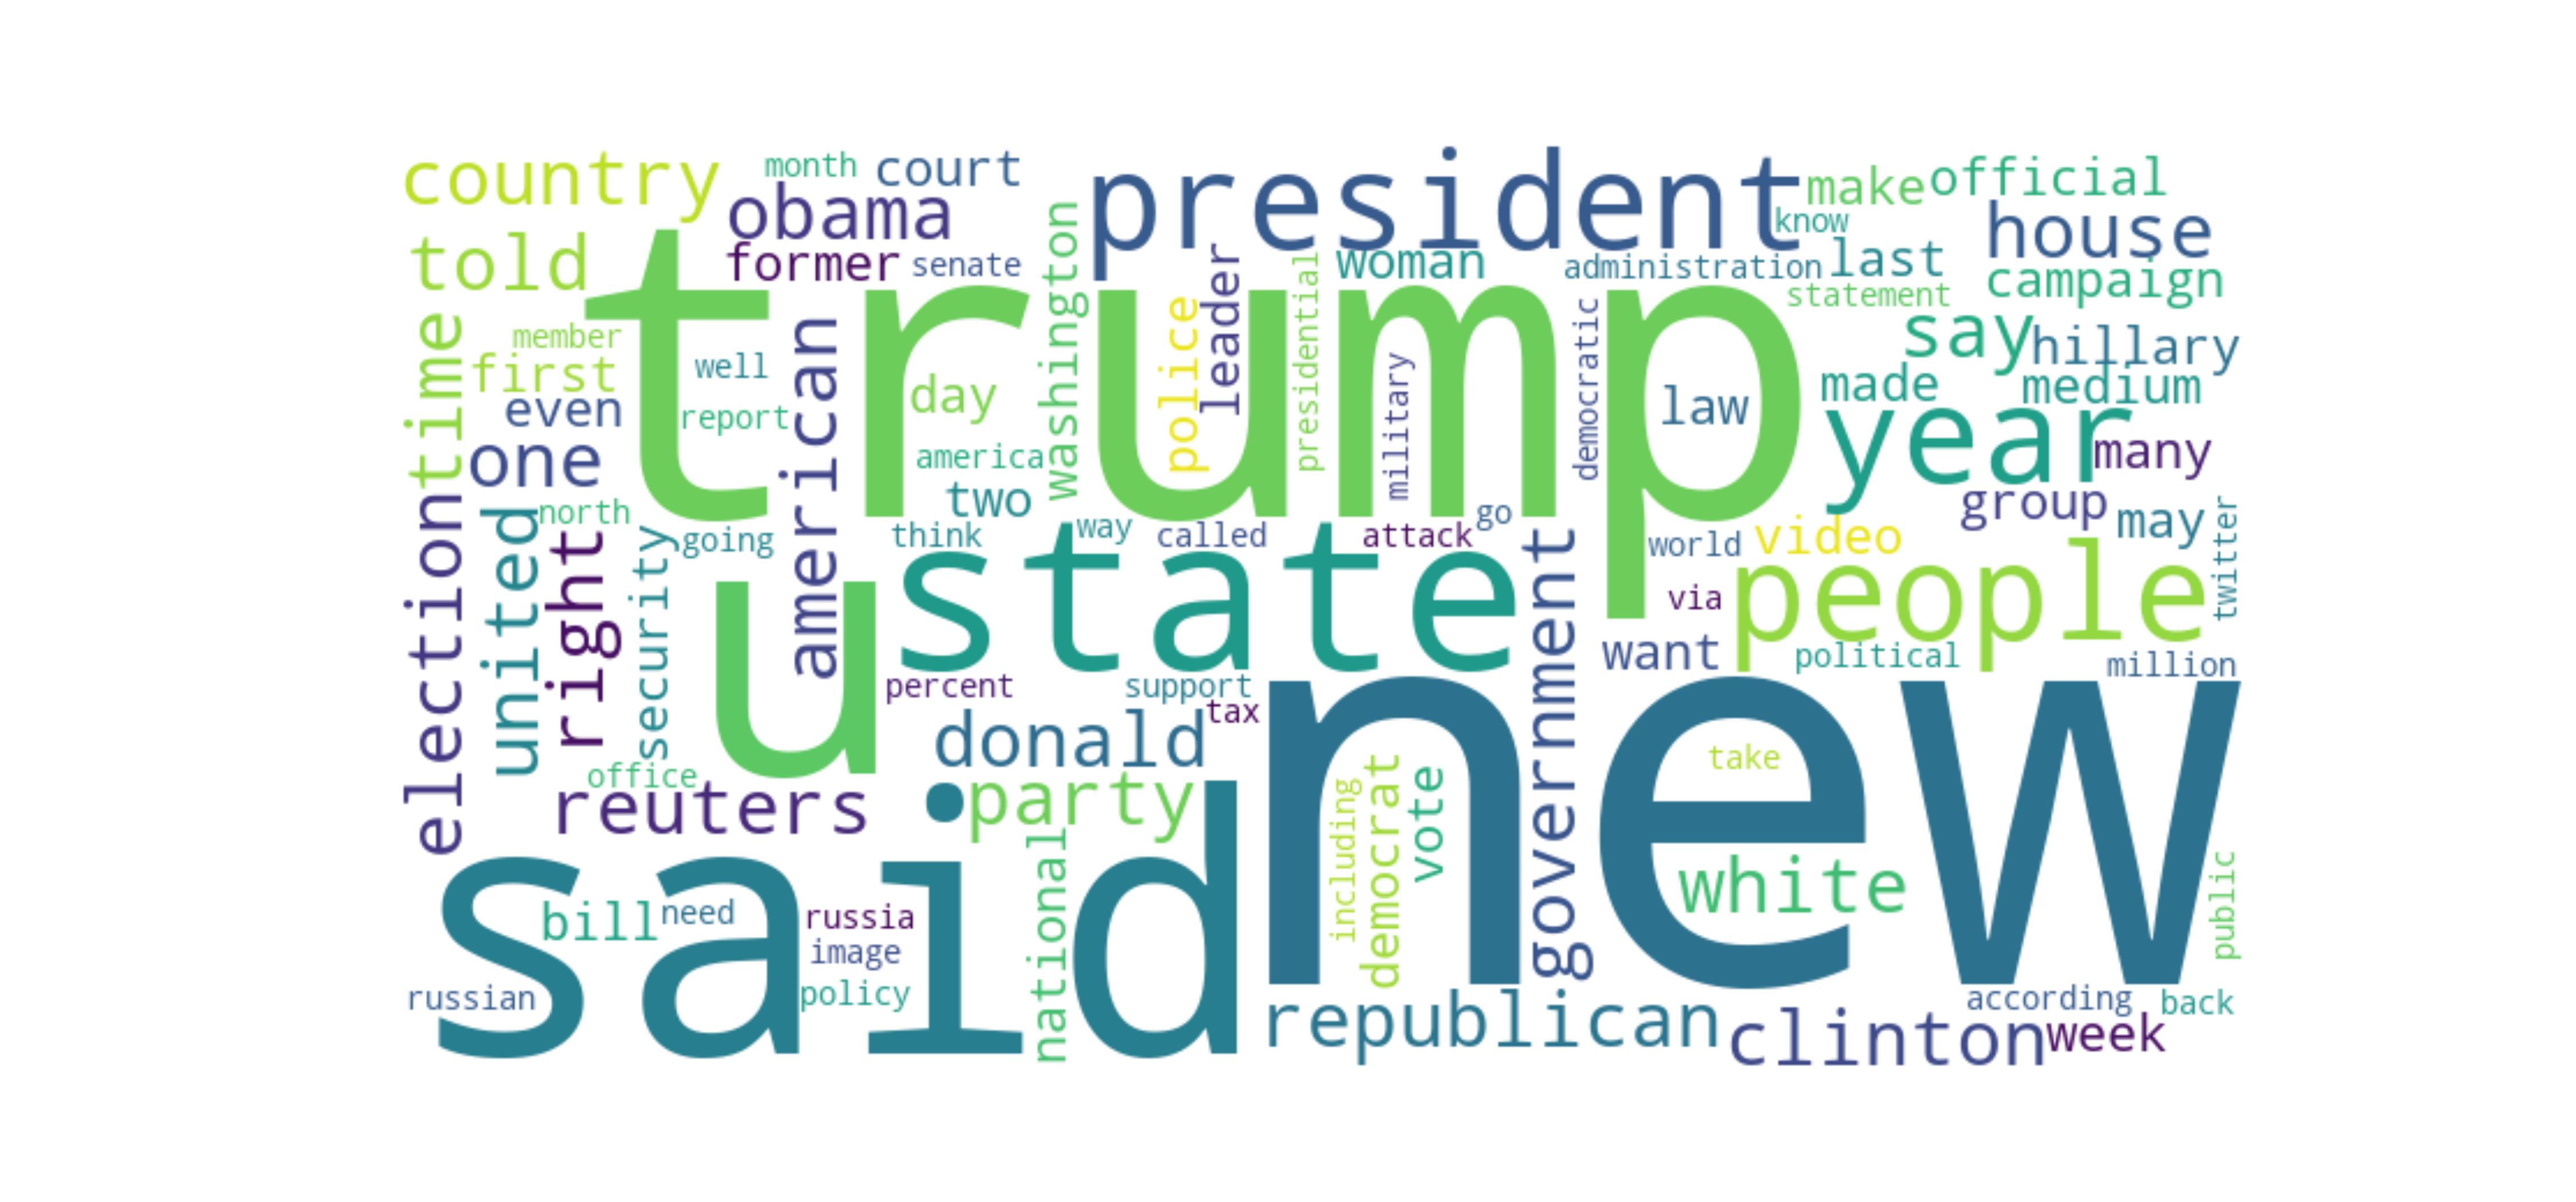 country
month
court
president
make
official
obama
know
house
told
former
senate
washington
woman
administration
last
campaign
statement
trump
time
member
first
well
american
report
day
police
leader
presidential
military
democratic
law
say
hillary
made
medium
even
one
america
two
year
many
group
may
twitter
election
united
north
right
security
going
think
way
called
attack
go
world
video
via
people
u
state
government
want
political
million
percent
support
tax
new
donald
office
reuters
party
take
said
national
including
democrat
vote
white
public
bill
need
russia
image
policy
russian
republican
clinton
according
back
week